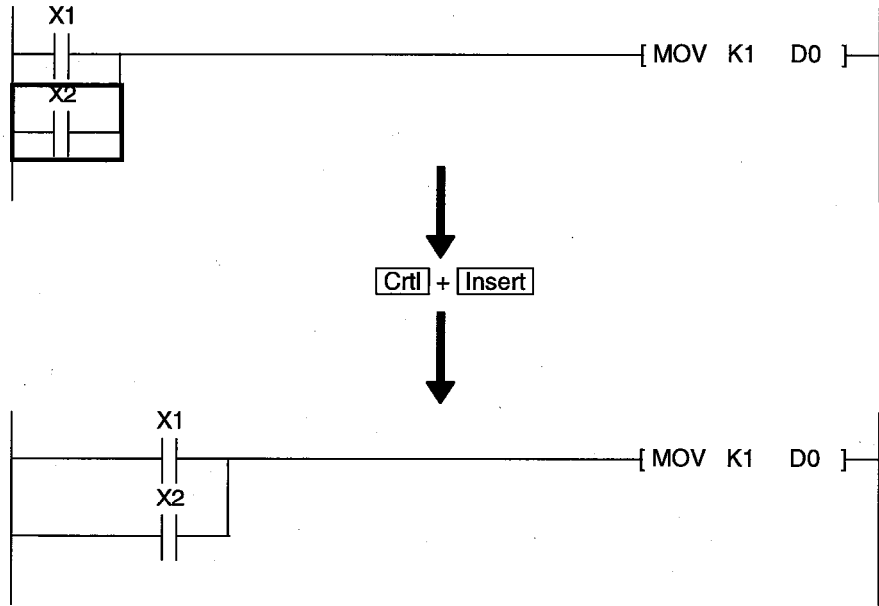 X1
[ MOV K1 D0 ]
X2
Crtl + Insert
X1
[ MOV K1 D0 ]
X2